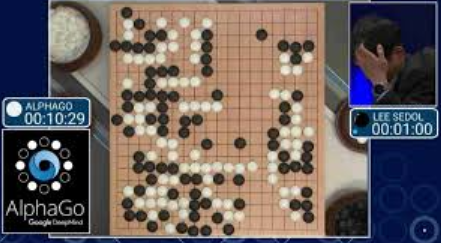 ALPHAGO
00:10:29
LEE SEDOL
00:01:00
AlphaGo
Google DeepMind